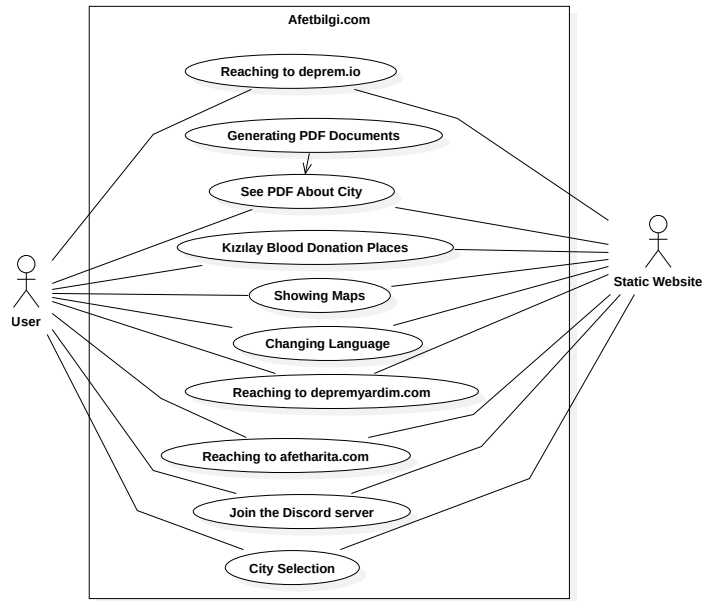 Afetbilgi.com
Reaching to deprem.io
Generating PDF Documents
See PDF About City
Kızılay Blood Donation Places
Showing Maps
Changing Language
Reaching to depremyardim.com
Reaching to afetharita.com
Join the Discord server
City Selection
User
Static Website